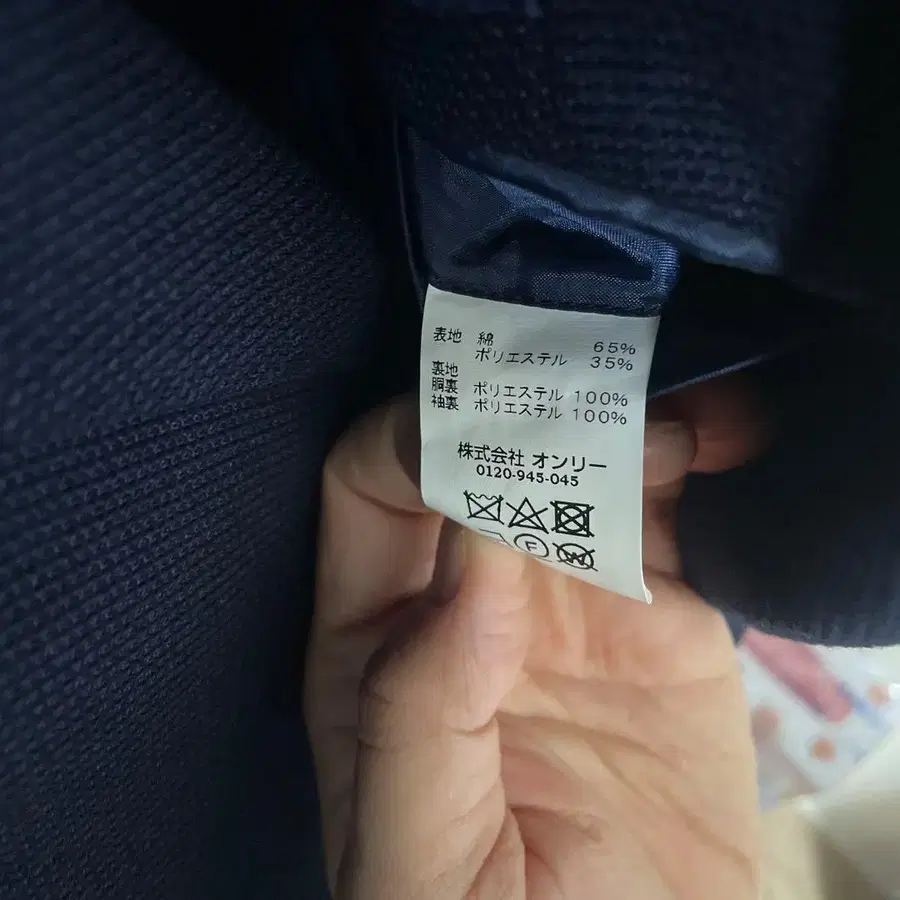 表地 綿 65%
ポリエステル 35%
裏地
胴裏 ポリエステル 100%
袖裏 ポリエステル 100%
株式会社 オンリー
0120-945-045
F
W